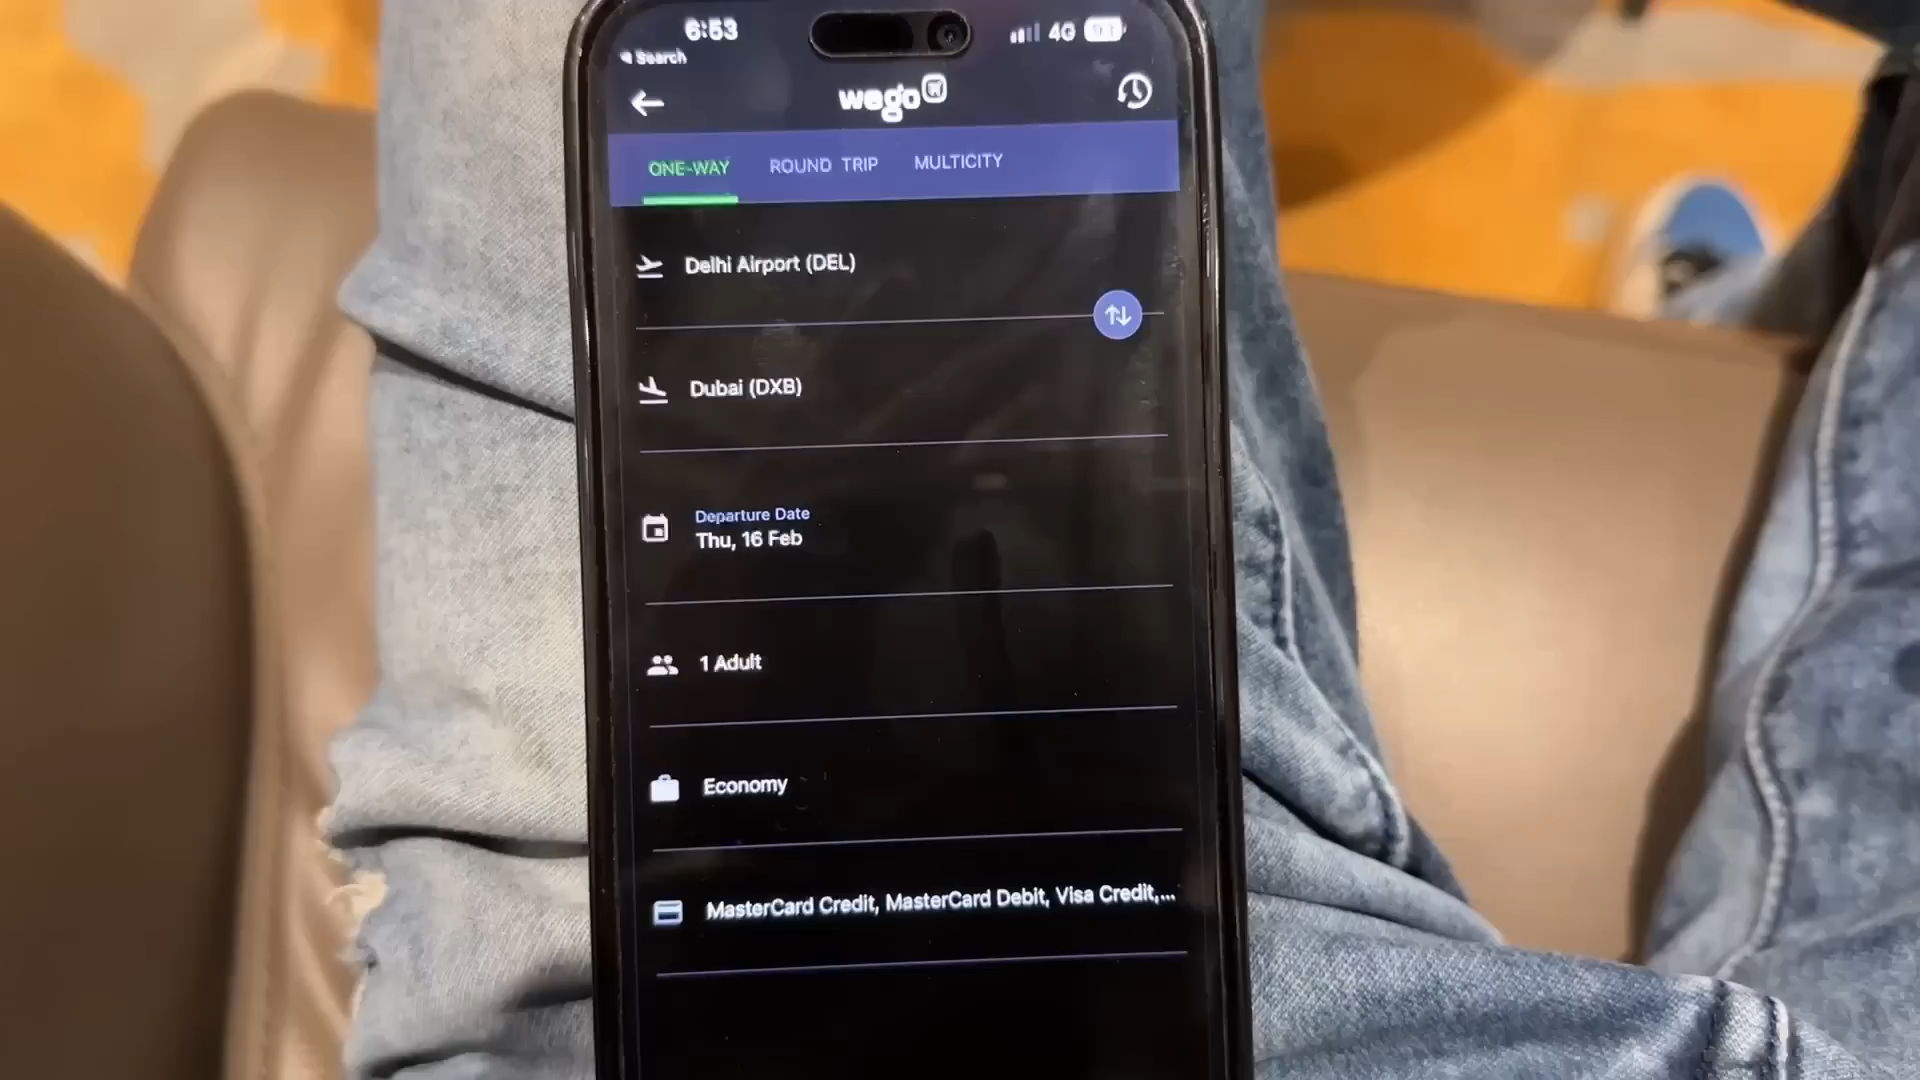 6:53
4G
Search
wego
ONE-WAY
ROUND TRIP
MULTICITY
Delhi Airport (DEL)
Dubai (DXB)
Departure Date
Thu, 16 Feb
1 Adult
Economy
MasterCard Credit, MasterCard Debit, Visa Credit,...